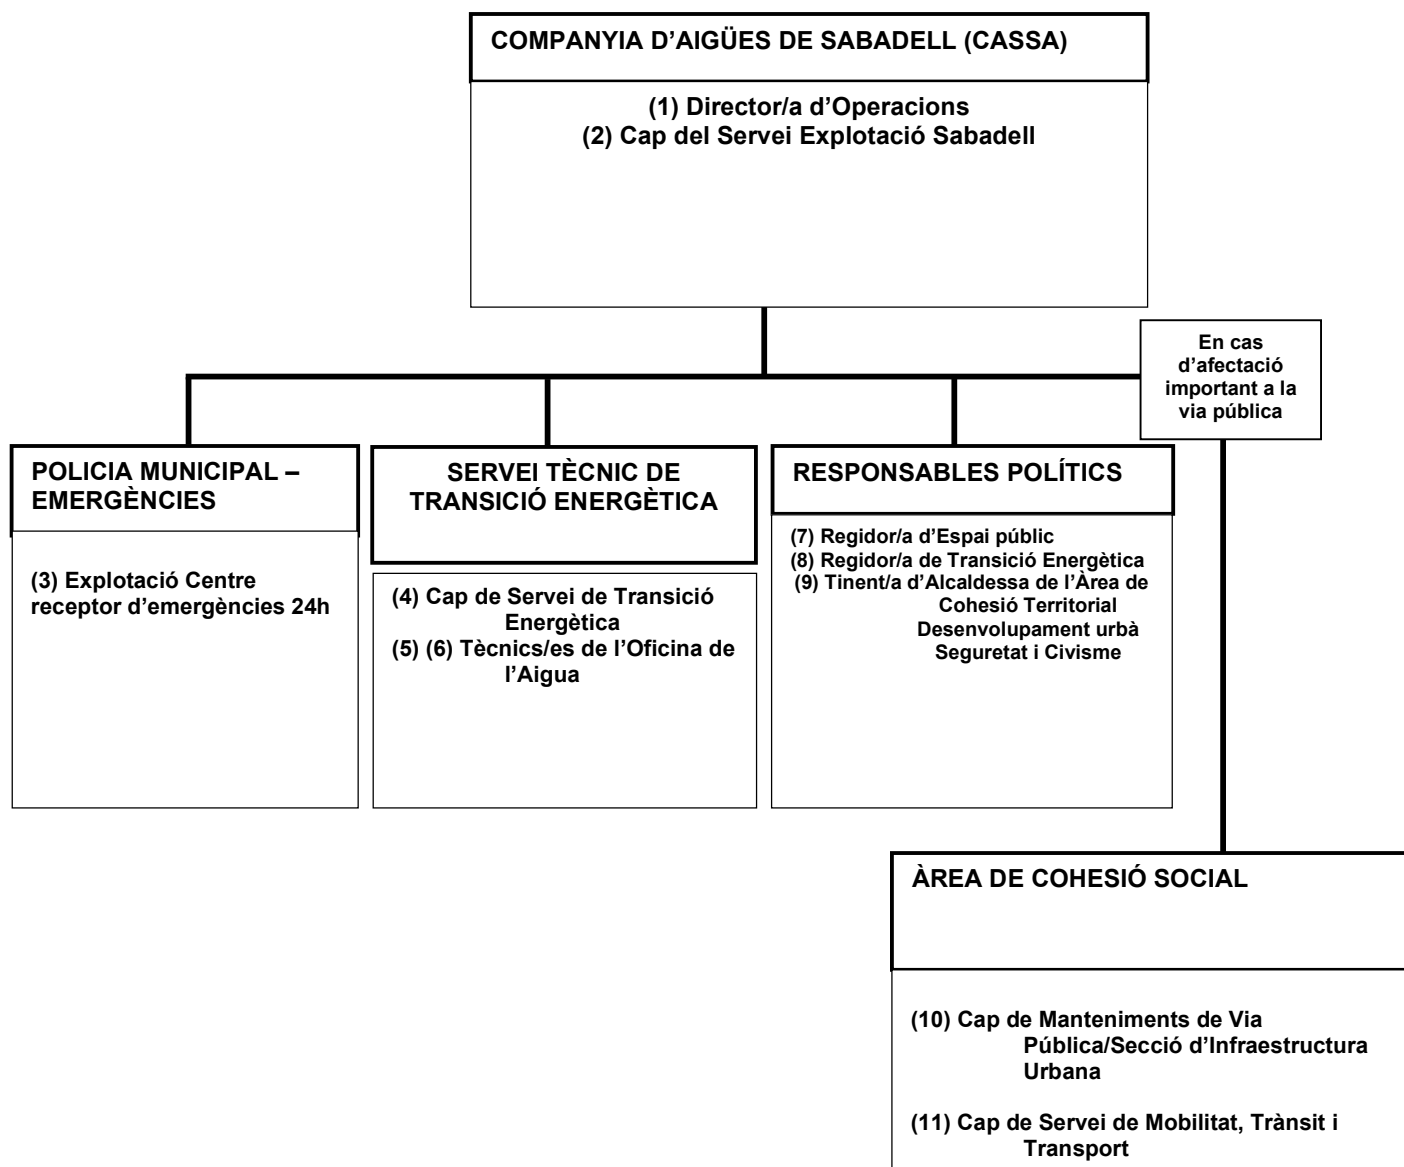 COMPANYIA D’AIGÜES DE SABADELL (CASSA)
(1) Director/a d’Operacions
(2) Cap del Servei Explotació Sabadell
En cas
d’afectació
important a la
via pública
POLICIA MUNICIPAL –
EMERGÈNCIES
(3) Explotació Centre
receptor d’emergències 24h
SERVEI TÈCNIC DE
TRANSICIÓ ENERGÈTICA
(4) Cap de Servei de Transició
Energètica
(5) (6) Tècnics/es de l’Oficina de
l’Aigua
RESPONSABLES POLÍTICS
(7) Regidor/a d’Espai públic
(8) Regidor/a de Transició Energètica
(9) Tinent/a d’Alcaldessa de l’Àrea de
Cohesió Territorial
Desenvolupament urbà
Seguretat i Civisme
ÀREA DE COHESIÓ SOCIAL
(10) Cap de Manteniments de Via
Pública/Secció d’Infraestructura
Urbana
(11) Cap de Servei de Mobilitat, Trànsit i
Transport